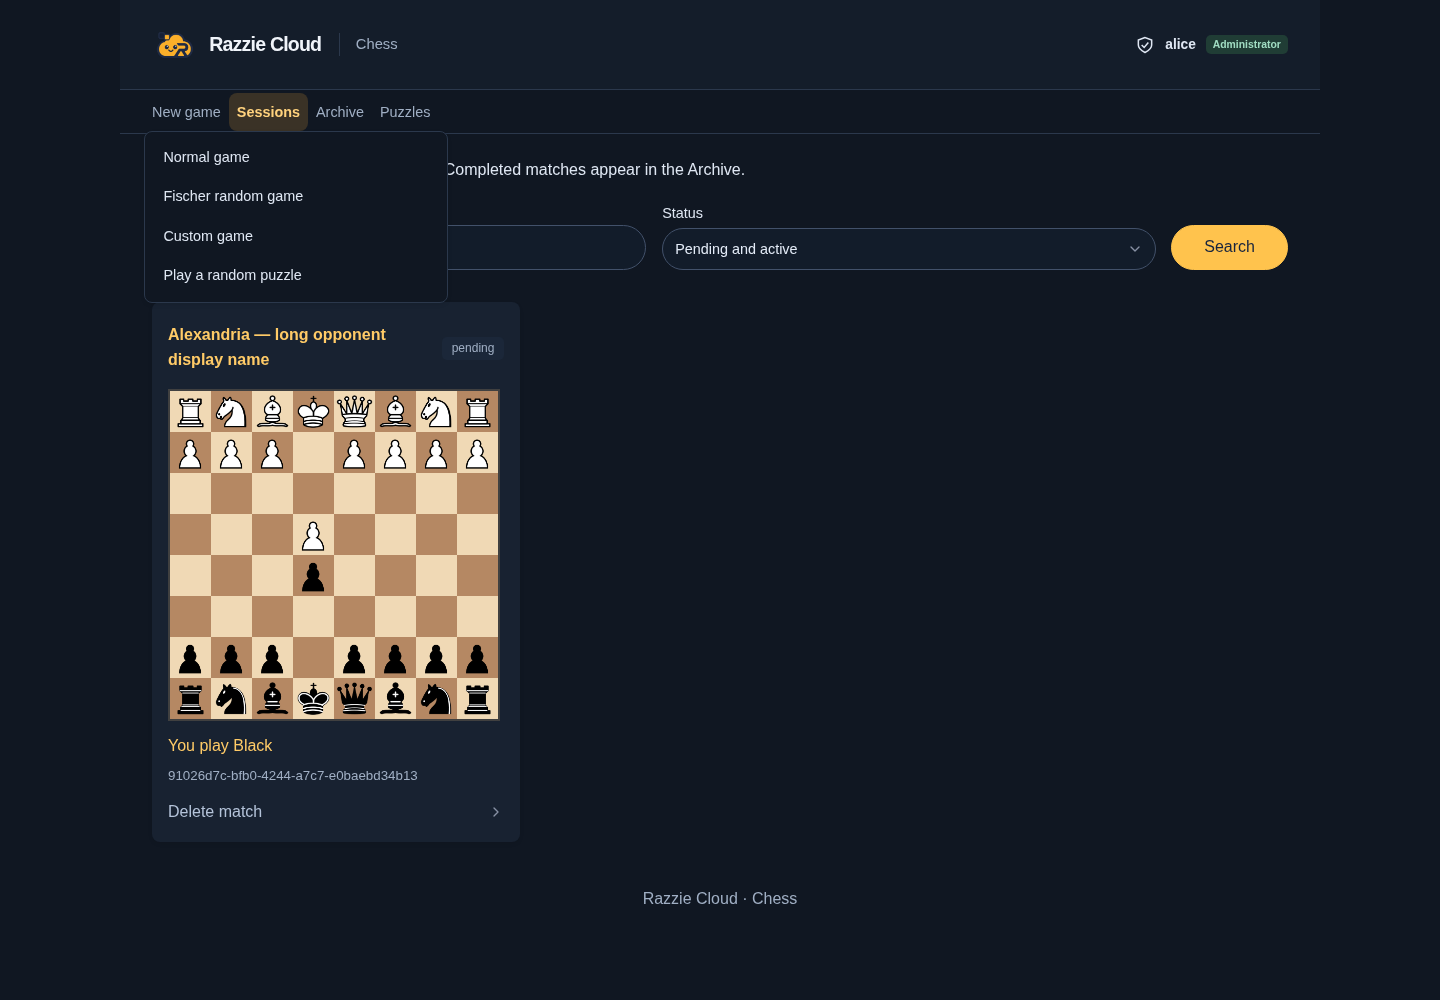 Razzie Cloud
Chess
alice
Administrator
New game
Sessions
Archive
Puzzles
Normal game
Fischer random game
Custom game
Play a random puzzle
Completed matches appear in the Archive.
Status
Pending and active
Search
Alexandria — long opponent
display name
pending
You play Black
91026d7c-bfb0-4244-a7c7-e0baebd34b13
Delete match
Razzie Cloud · Chess